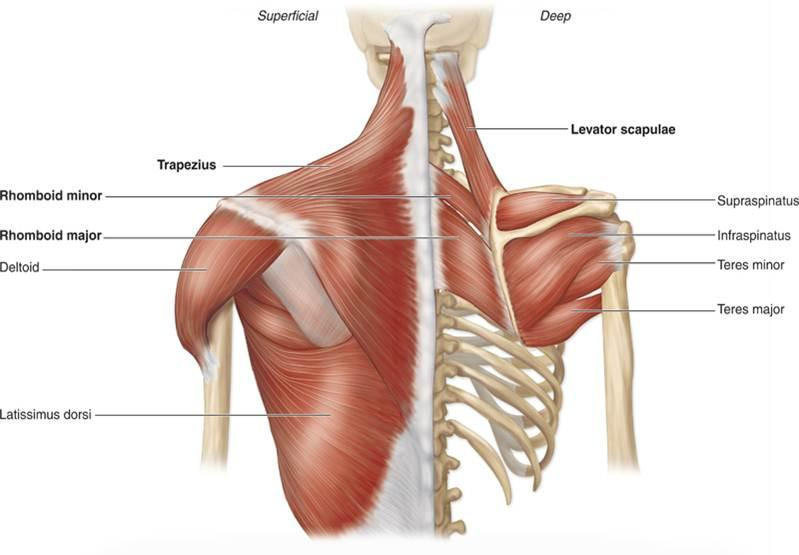 Superficial
Deep
Levator scapulae
Trapezius
Rhomboid minor
Supraspinatus
Rhomboid major
Infraspinatus
Deltoid
Teres minor
Teres major
Latissimus dorsi